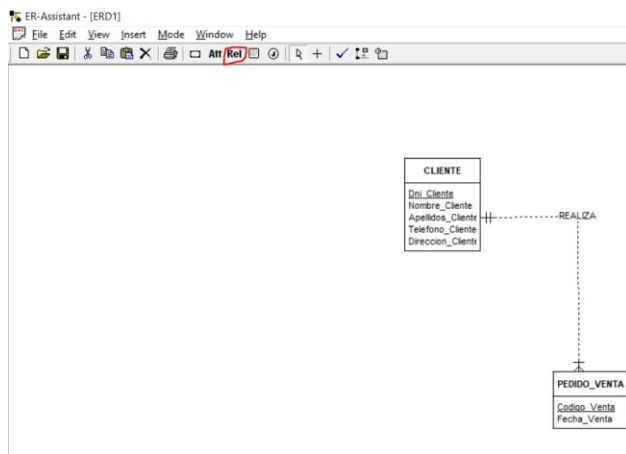 ER-Assistant - [ERD1]
File Edit View Insert Mode Window Help
Att Rel
CLIENTE
Dni_Cliente
Nombre_Cliente
Apellidos_Cliente
Telefono_Cliente
Direccion_Cliente
REALIZA
PEDIDO_VENTA
Codigo_Venta
Fecha_Venta